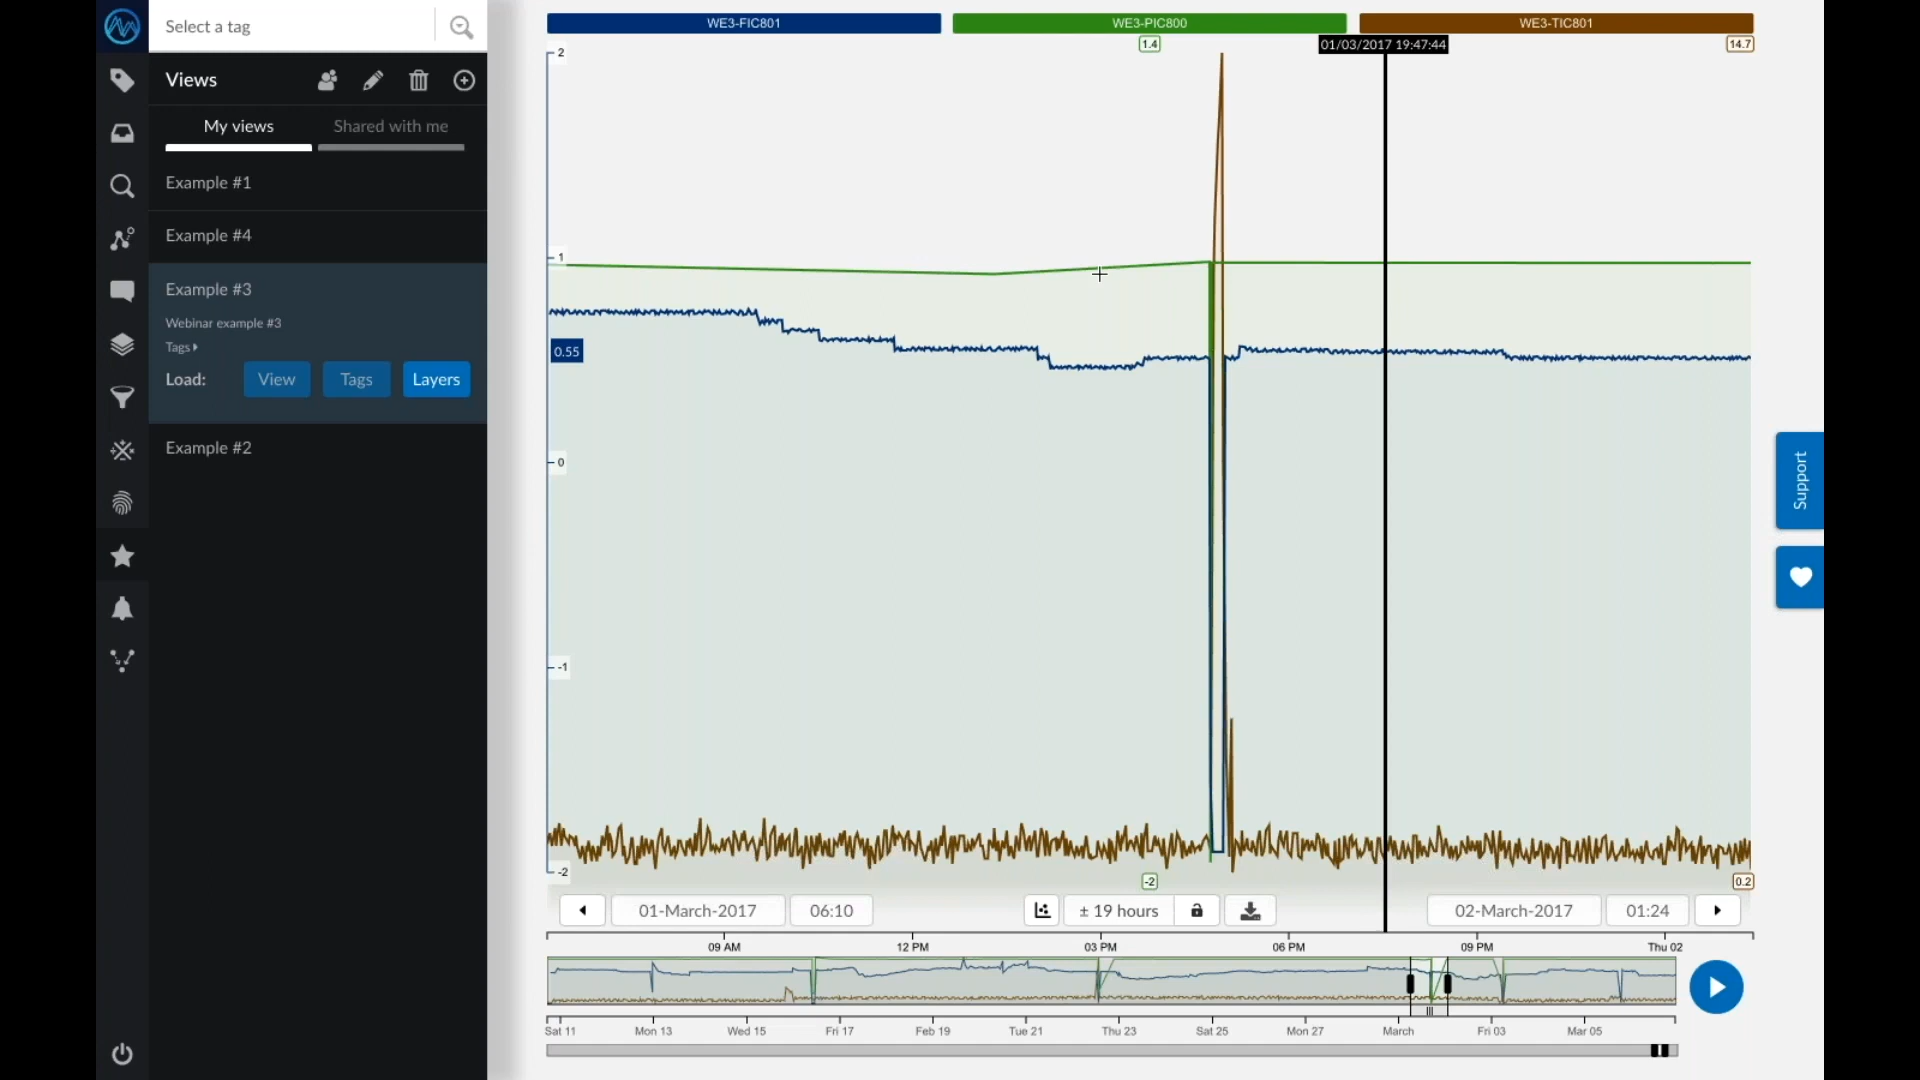 Select a tag
Views
My views
Shared with me
Example #1
Example #4
Example #3
Webinar example #3
Tags
Load:
View
Tags
Layers
Example #2
WE3-FIC801
WE3-PIC800
WE3-TIC801
1.4
01/03/2017 19:47:44
14.7
2
1
0.55
0
-1
-2
-2
0.2
01-March-2017
06:10
± 19 hours
02-March-2017
01:24
09 AM
12 PM
03 PM
06 PM
09 PM
Thu 02
Sat 11
Mon 13
Wed 15
Fri 17
Feb 19
Tue 21
Thu 23
Sat 25
Mon 27
March
Fri 03
Mar 05
Support